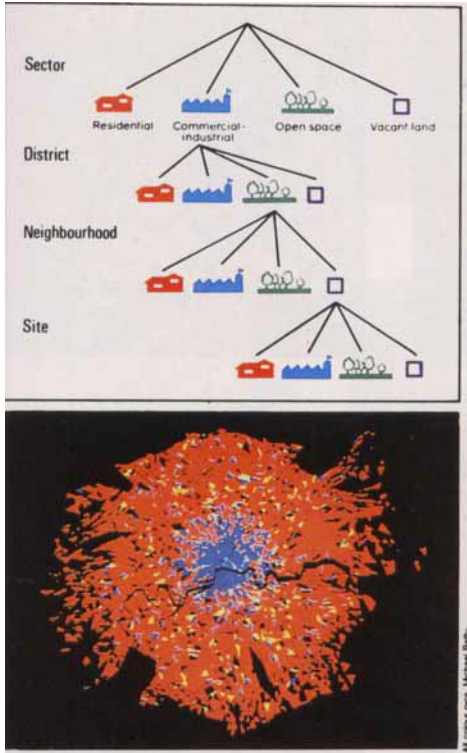 Sector
Residential
Commercial-
industrial
Open space
Vacant land
District
Neighbourhood
Site